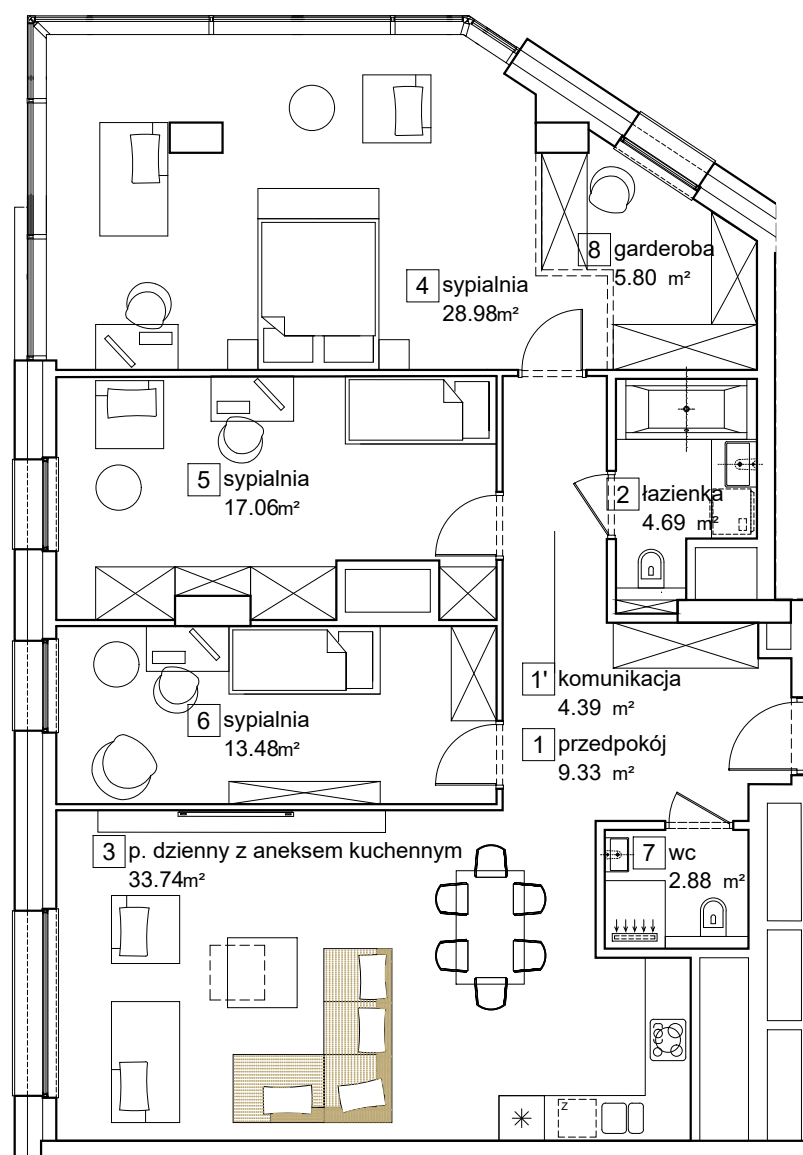 8 garderoba
5.80 m²
4 sypialnia
28.98m²
5 sypialnia
17.06m²
2 łazienka
4.69 m²
1' komunikacja
4.39 m²
6 sypialnia
13.48m²
1 przedpokój
9.33 m²
3 p. dzienny z aneksem kuchennym
33.74m²
7 wc
2.88 m²
z